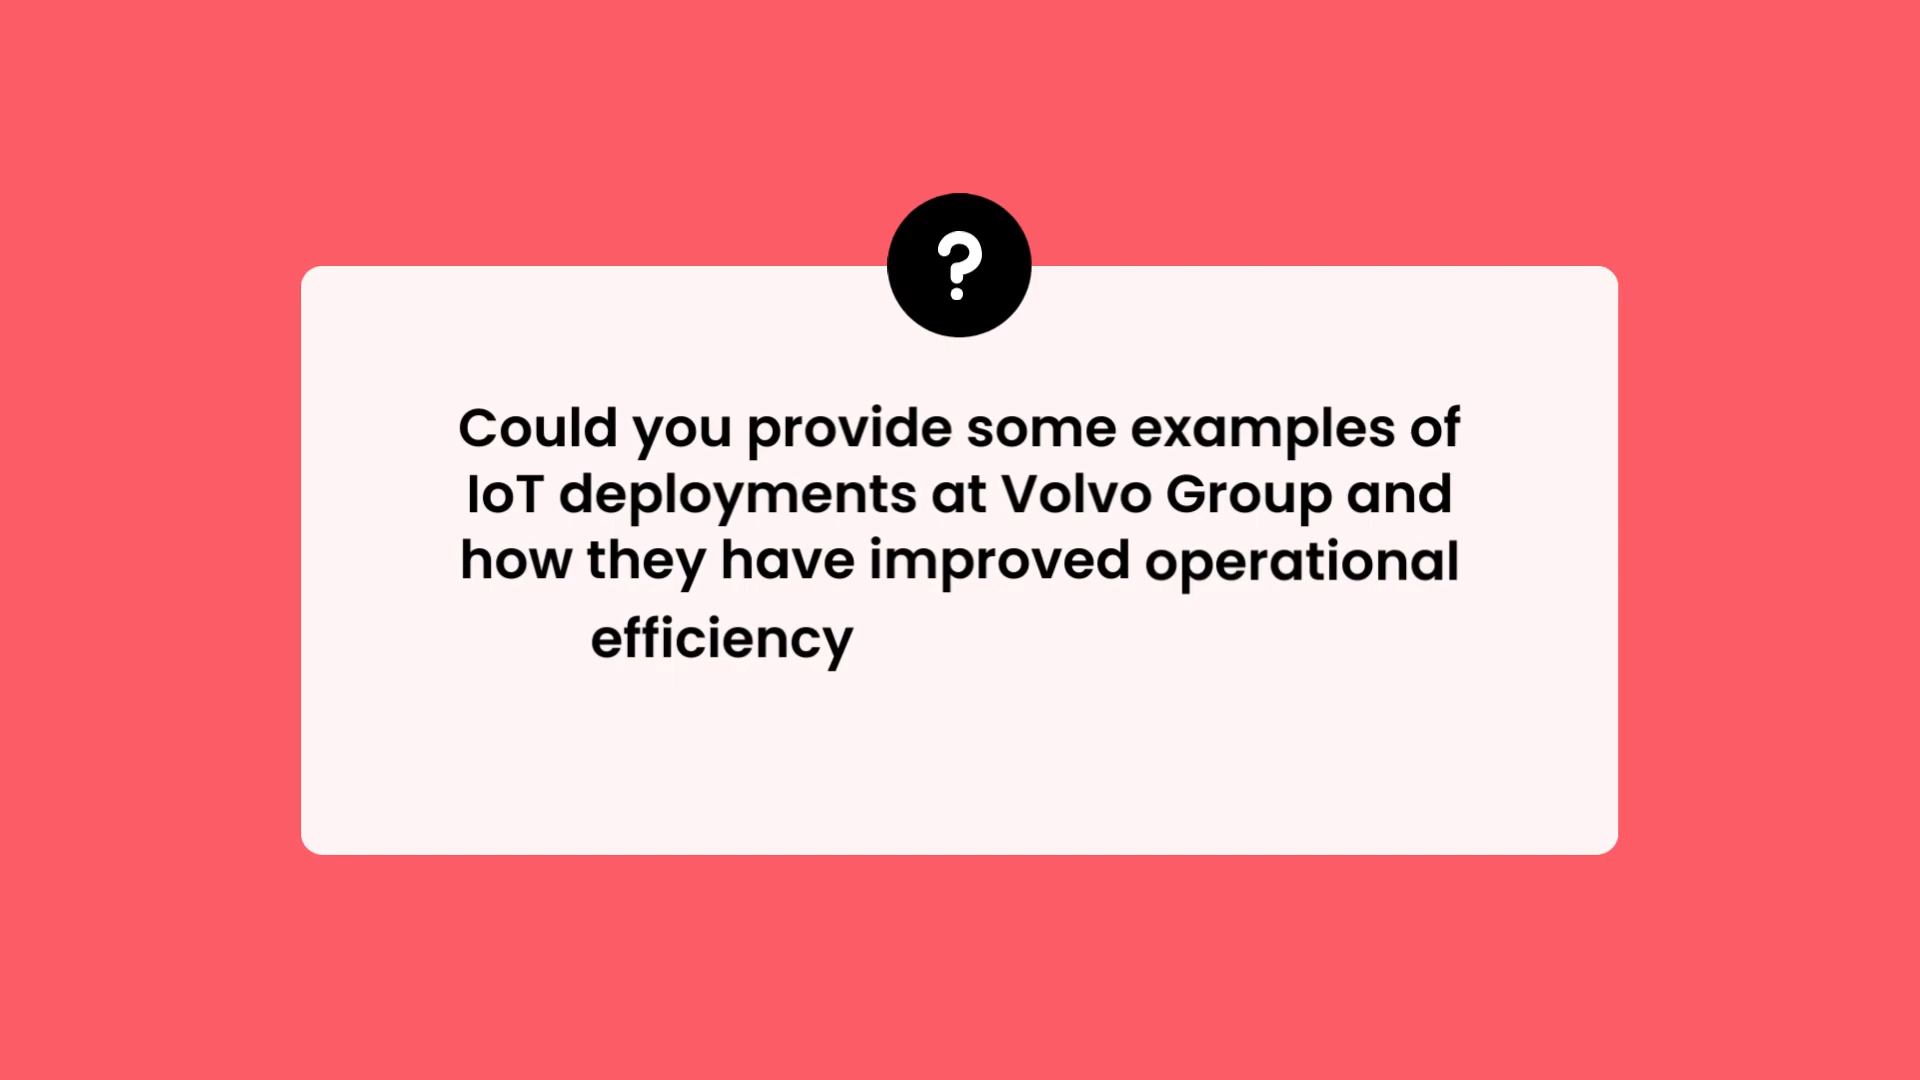 ?
Could you provide some examples of
IoT deployments at Volvo Group and
how they have improved operational
efficiency